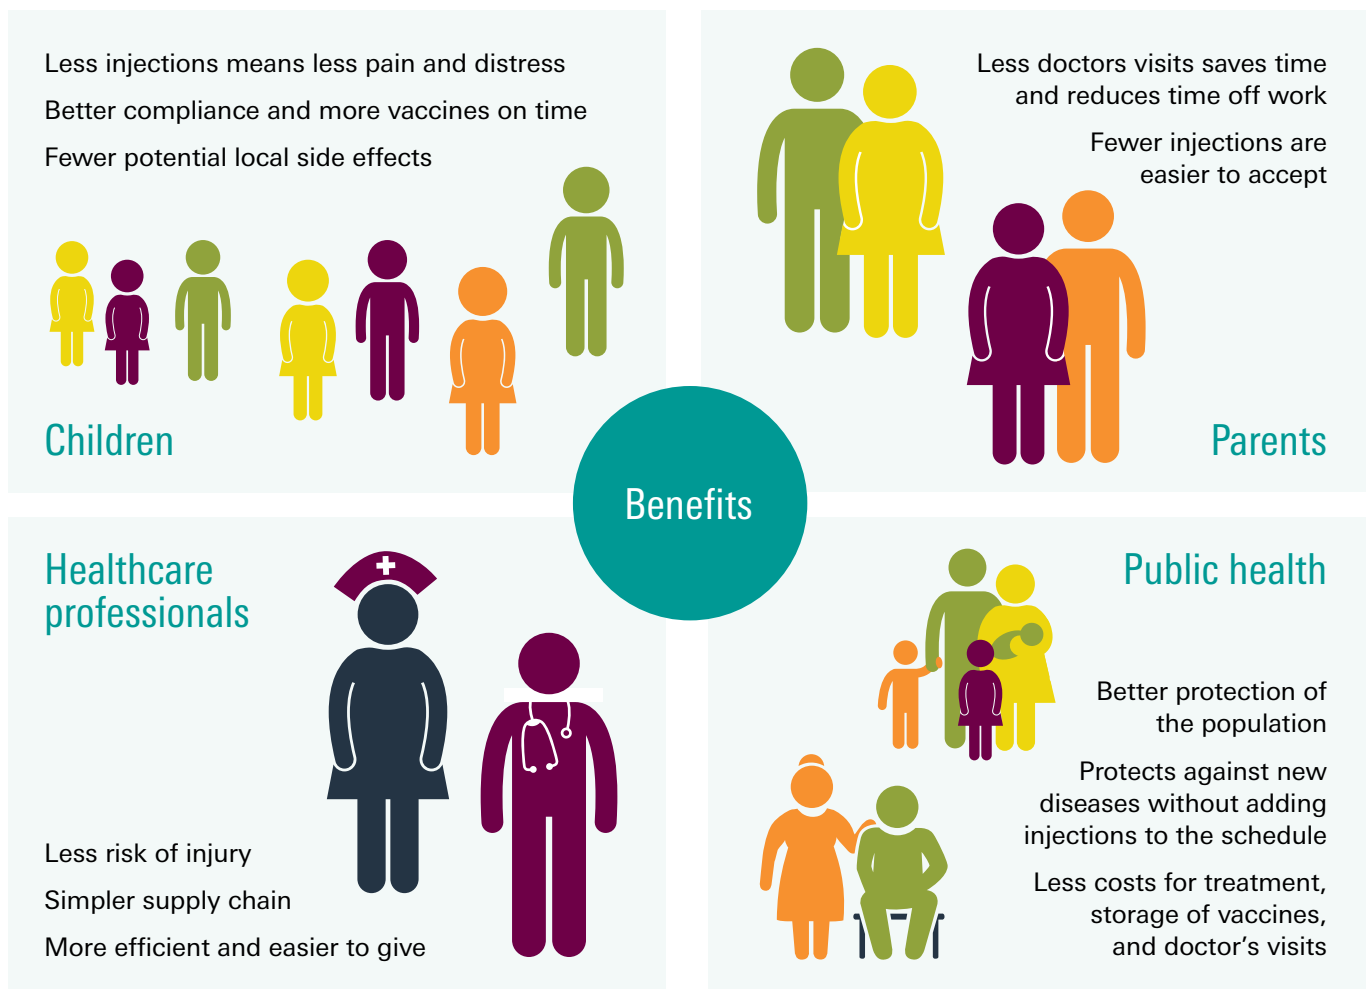 Less injections means less pain and distress
Better compliance and more vaccines on time
Fewer potential local side effects
Children
Less doctors visits saves time
and reduces time off work
Fewer injections are
easier to accept
Parents
Benefits
Healthcare
professionals
Less risk of injury
Simpler supply chain
More efficient and easier to give
Public health
Better protection of
the population
Protects against new
diseases without adding
injections to the schedule
Less costs for treatment,
storage of vaccines,
and doctor’s visits